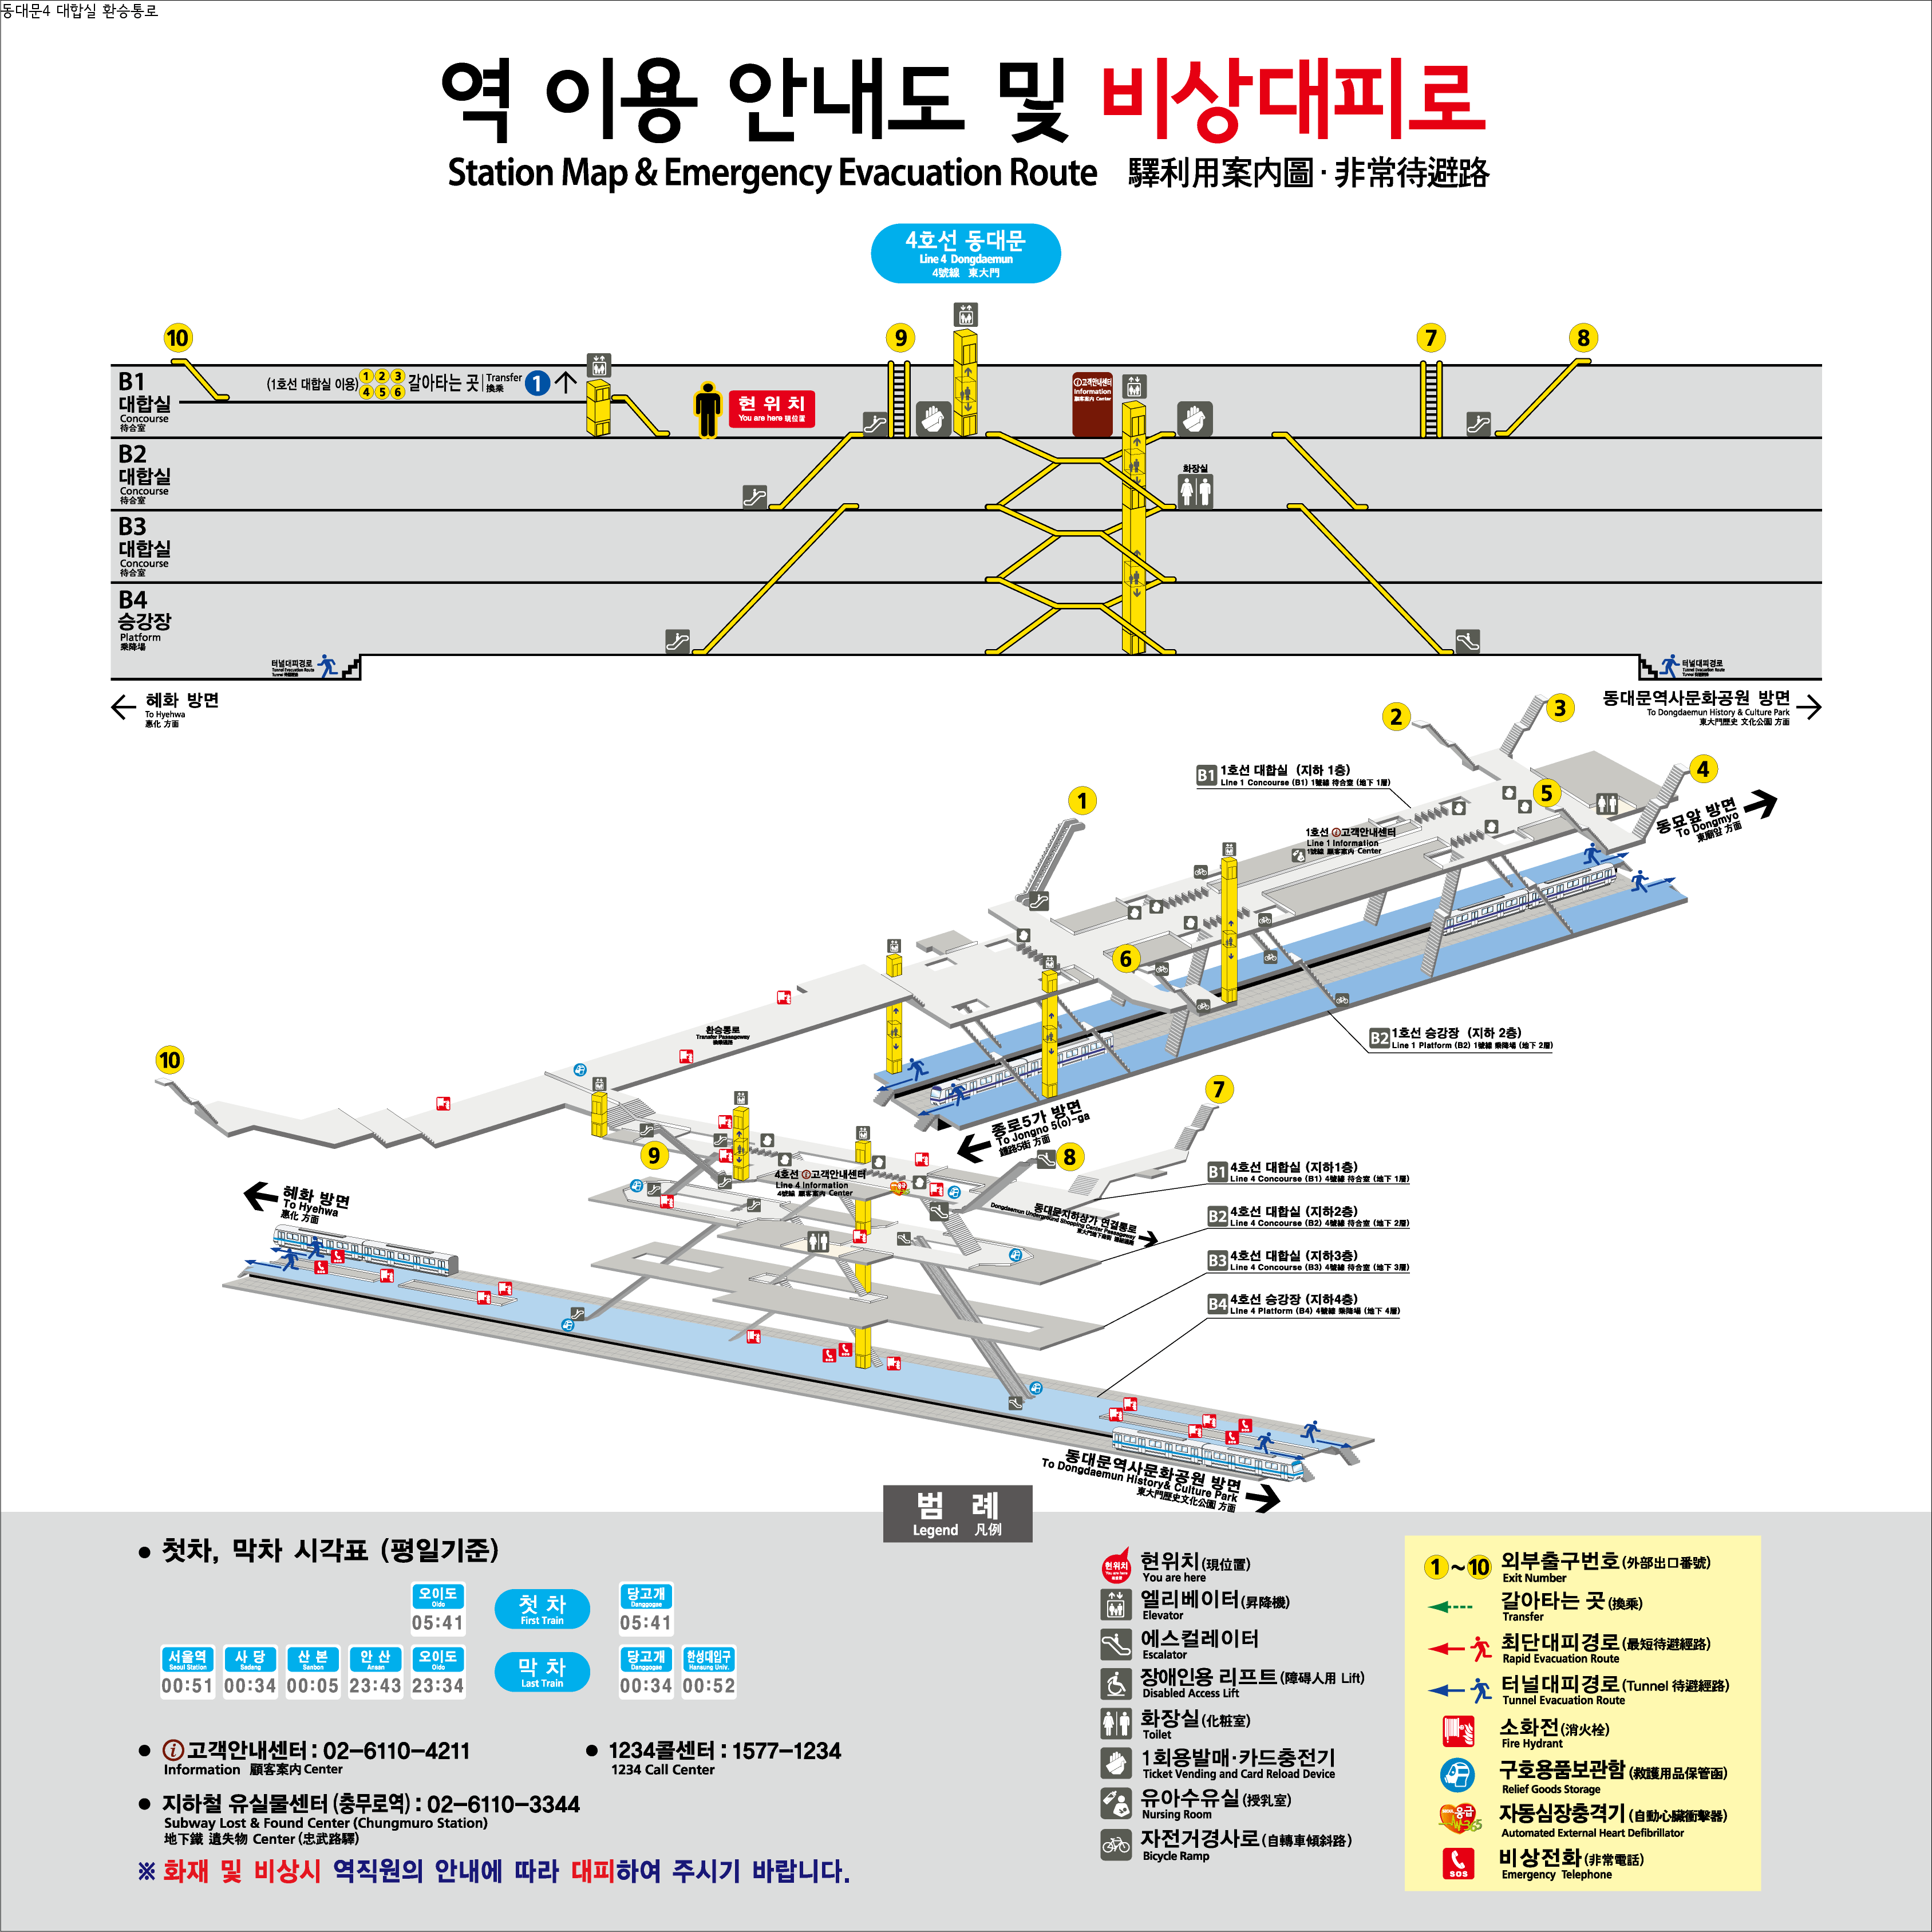 동대문4 대합실 환승통로
역 이용 안내도 및 비상대피로
Station Map & Emergency Evacuation Route 驛利用案内圖·非常待避路
4호선 동대문
Line 4 Dongdaemun
4號線 東大門
10
9
7
8
B1
대합실
Concourse
待合室
(1호선 대합실 이용) 1 2 3 4 5 6 갈아타는 곳 Transfer 換乘 1
현 위 치
You are here 現位置
고객안내센터
Information
顧客案内 Center
B2
대합실
Concourse
待合室
화장실
B3
대합실
Concourse
待合室
B4
승강장
Platform
乘降場
터널대피경로
Tunnel Evacuation Route
터널대피경로
Tunnel Evacuation Route
혜화 방면
To Hyehwa
惠化 方面
동대문역사문화공원 방면
To Dongdaemun History & Culture Park
東大門歷史 文化公園 方面
2
3
4
B1 1호선 대합실 (지하 1층)
Line 1 Concourse (B1) 1號線 待合室 (地下 1層)
1
5
동묘앞 방면
To Dongmyo
東廟앞 方面
1호선 고객안내센터
Line 1 Information
1號線 顧客案内 Center
6
환승통로
Transfer Passageway
換乘通路
B2 1호선 승강장 (지하 2층)
Line 1 Platform (B2) 1號線 乘降場 (地下 2層)
10
종로5가 방면
To Jongno 5(o)-ga
鐘路5街 方面
7
9
8
4호선 고객안내센터
Line 4 Information
4號線 顧客案内 Center
B1 4호선 대합실 (지하1층)
Line 4 Concourse (B1) 4號線 待合室 (地下 1層)
혜화 방면
To Hyehwa
惠化 方面
동대문지하상가 연결통로
Dongdaemun Underground Shopping Center Passageway
B2 4호선 대합실 (지하2층)
Line 4 Concourse (B2) 4號線 待合室 (地下 2層)
B3 4호선 대합실 (지하3층)
Line 4 Concourse (B3) 4號線 待合室 (地下 3層)
B4 4호선 승강장 (지하4층)
Line 4 Platform (B4) 4號線 乘降場 (地下 4層)
동대문역사문화공원 방면
To Dongdaemun History& Culture Park
東大門歷史文化公園 方面
범 례
Legend 凡例
● 첫차, 막차 시각표 (평일기준)
오이도
Oido
05:41
첫 차
First Train
당고개
Danggogae
05:41
서울역
Seoul Station
00:51
사 당
Sadang
00:34
산 본
Sanbon
00:05
안 산
Ansan
23:43
오이도
Oido
23:34
막 차
Last Train
당고개
Danggogae
00:34
한성대입구
Hansung Univ.
00:52
● 고객안내센터 : 02-6110-4211
Information 顧客案内 Center
● 1234콜센터 : 1577-1234
1234 Call Center
● 지하철 유실물센터 (충무로역) : 02-6110-3344
Subway Lost & Found Center (Chungmuro Station)
地下鐵 遺失物 Center (忠武路驛)
※ 화재 및 비상시 역직원의 안내에 따라 대피하여 주시기 바랍니다.
현위치
현위치(現位置)
You are here
엘리베이터(昇降機)
Elevator
에스컬레이터
Escalator
장애인용 리프트(障碍人用 Lift)
Disabled Access Lift
화장실(化粧室)
Toilet
1회용발매·카드충전기
Ticket Vending and Card Reload Device
유아수유실(授乳室)
Nursing Room
자전거경사로(自轉車傾斜路)
Bicycle Ramp
1~10 외부출구번호(外部出口番號)
Exit Number
갈아타는 곳(換乘)
Transfer
최단대피경로(最短待避經路)
Rapid Evacuation Route
터널대피경로(Tunnel 待避經路)
Tunnel Evacuation Route
소화전(消火栓)
Fire Hydrant
구호용품보관함(救護用品保管函)
Relief Goods Storage
응급
자동심장충격기(自動心臟衝擊器)
Automated External Heart Defibrillator
SOS
비상전화(非常電話)
Emergency Telephone